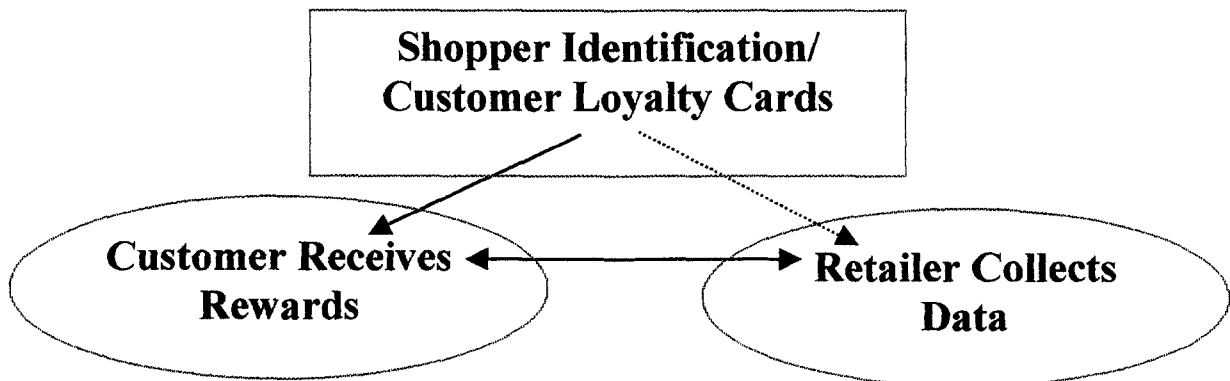 Shopper Identification/
Customer Loyalty Cards
Customer Receives
Rewards
Retailer Collects
Data